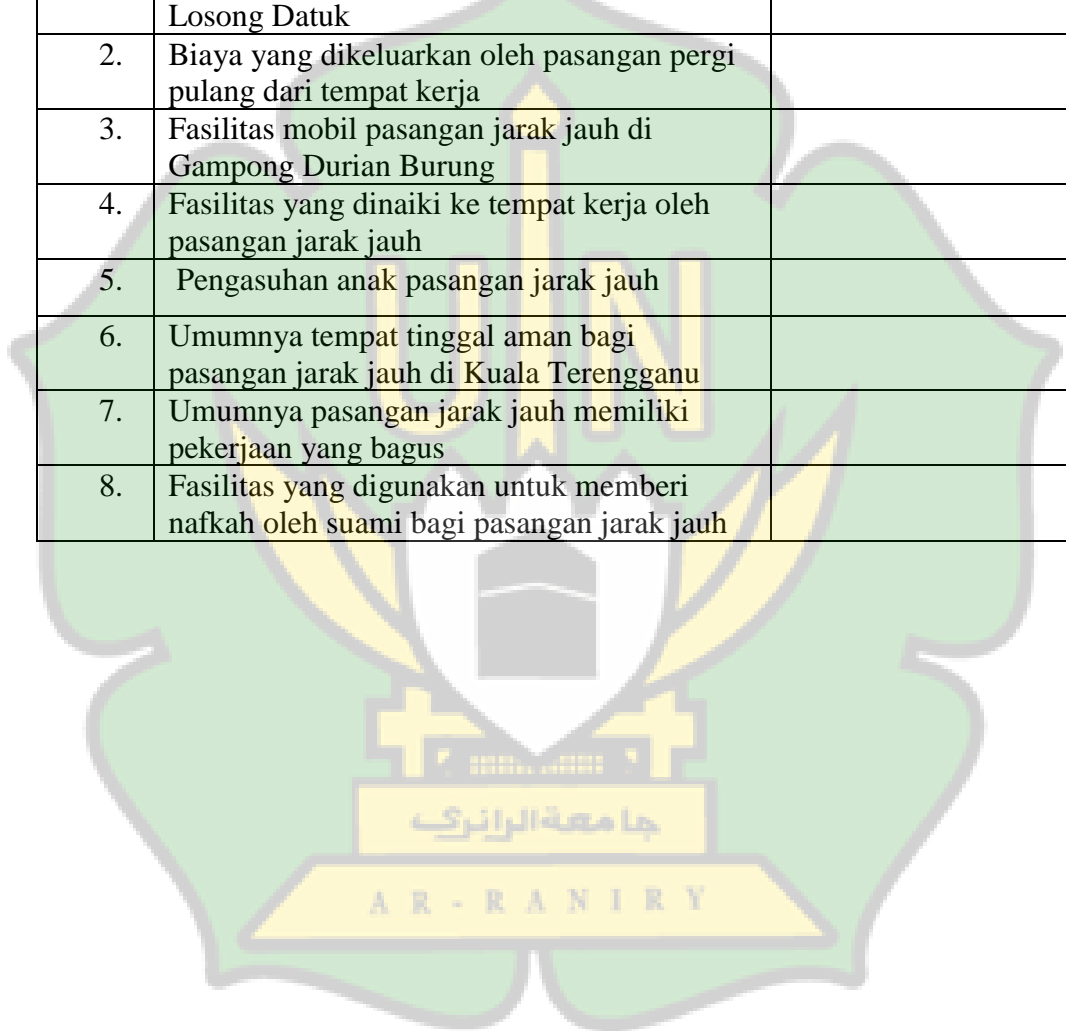 Losong Datuk
2. Biaya yang dikeluarkan oleh pasangan pergi
pulang dari tempat kerja
3. Fasilitas mobil pasangan jarak jauh di
Gampong Durian Burung
4. Fasilitas yang dinaiki ke tempat kerja oleh
pasangan jarak jauh
5. Pengasuhan anak pasangan jarak jauh
6. Umumnya tempat tinggal aman bagi
pasangan jarak jauh di Kuala Terengganu
7. Umumnya pasangan jarak jauh memiliki
pekerjaan yang bagus
8. Fasilitas yang digunakan untuk memberi
nafkah oleh suami bagi pasangan jarak jauh
UIN
جامعةالرانري
AR-RANIRY